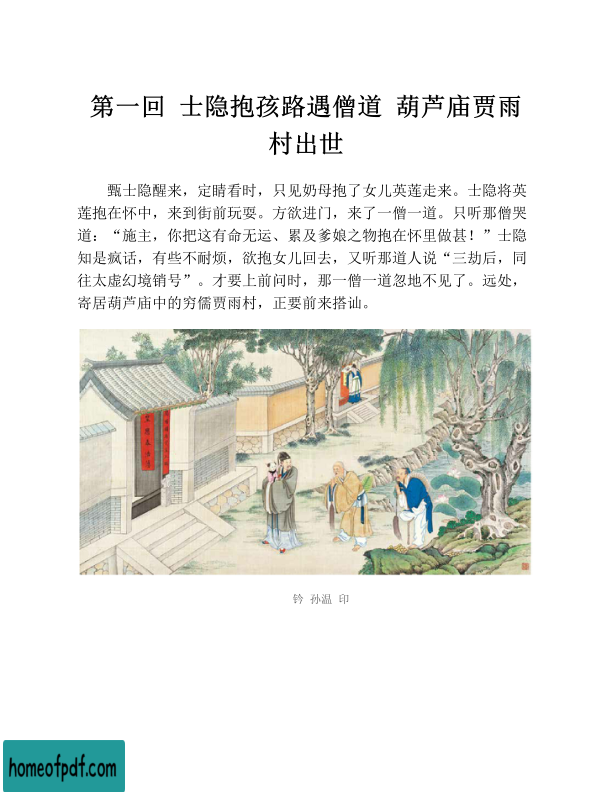 第一回 士隐抱孩路遇僧道 葫芦庙贾雨
村出世
甄士隐醒来，定睛看时，只见奶母抱了女儿英莲走来。士隐将英
莲抱在怀中，来到街前玩耍。方欲进门，来了一僧一道。只听那僧哭
道：“施主，你把这有命无运、累及爹娘之物抱在怀里做甚！”士隐
知是疯话，有些不耐烦，欲抱女儿回去，又听那道人说“三劫后，同
往太虚幻境销号”。才要上前问时，那一僧一道忽地不见了。远处，
寄居葫芦庙中的穷儒贾雨村，正要前来搭讪。
钤 孙温 印
homeofpdf.com